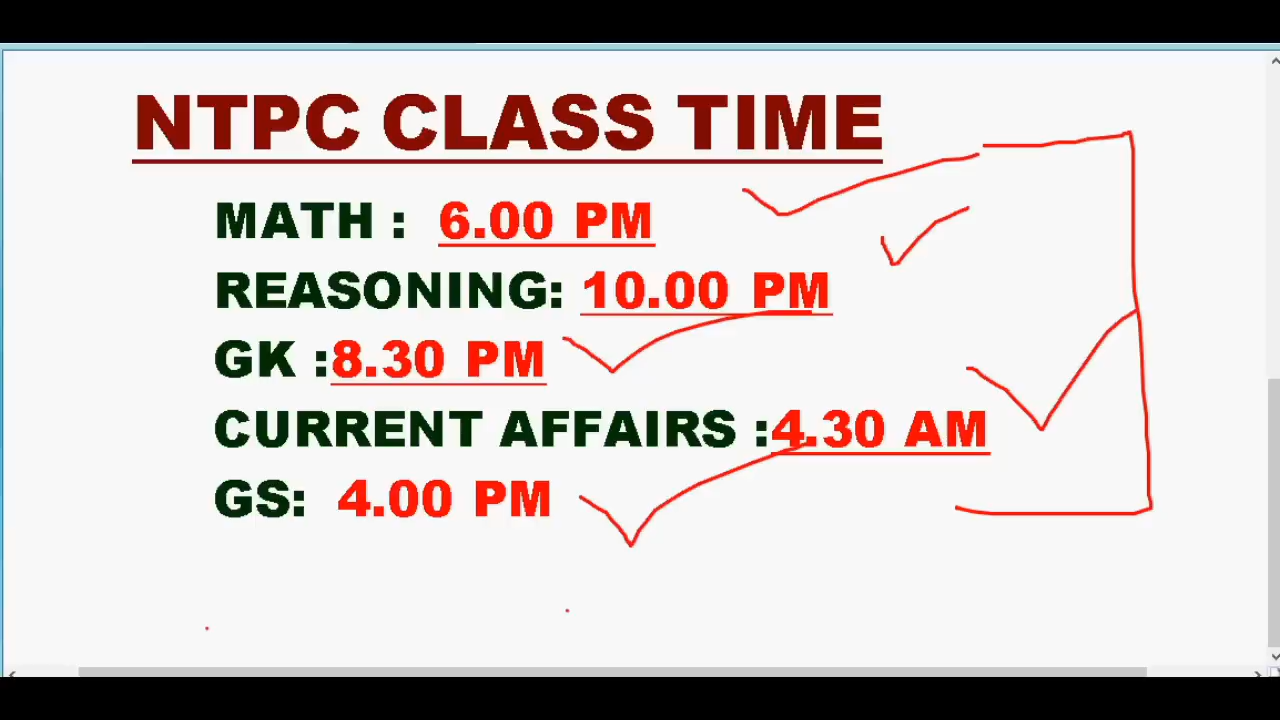 NTPC CLASS TIME
MATH : 6.00 PM
REASONING: 10.00 PM
GK :8.30 PM
CURRENT AFFAIRS :4.30 AM
GS: 4.00 PM